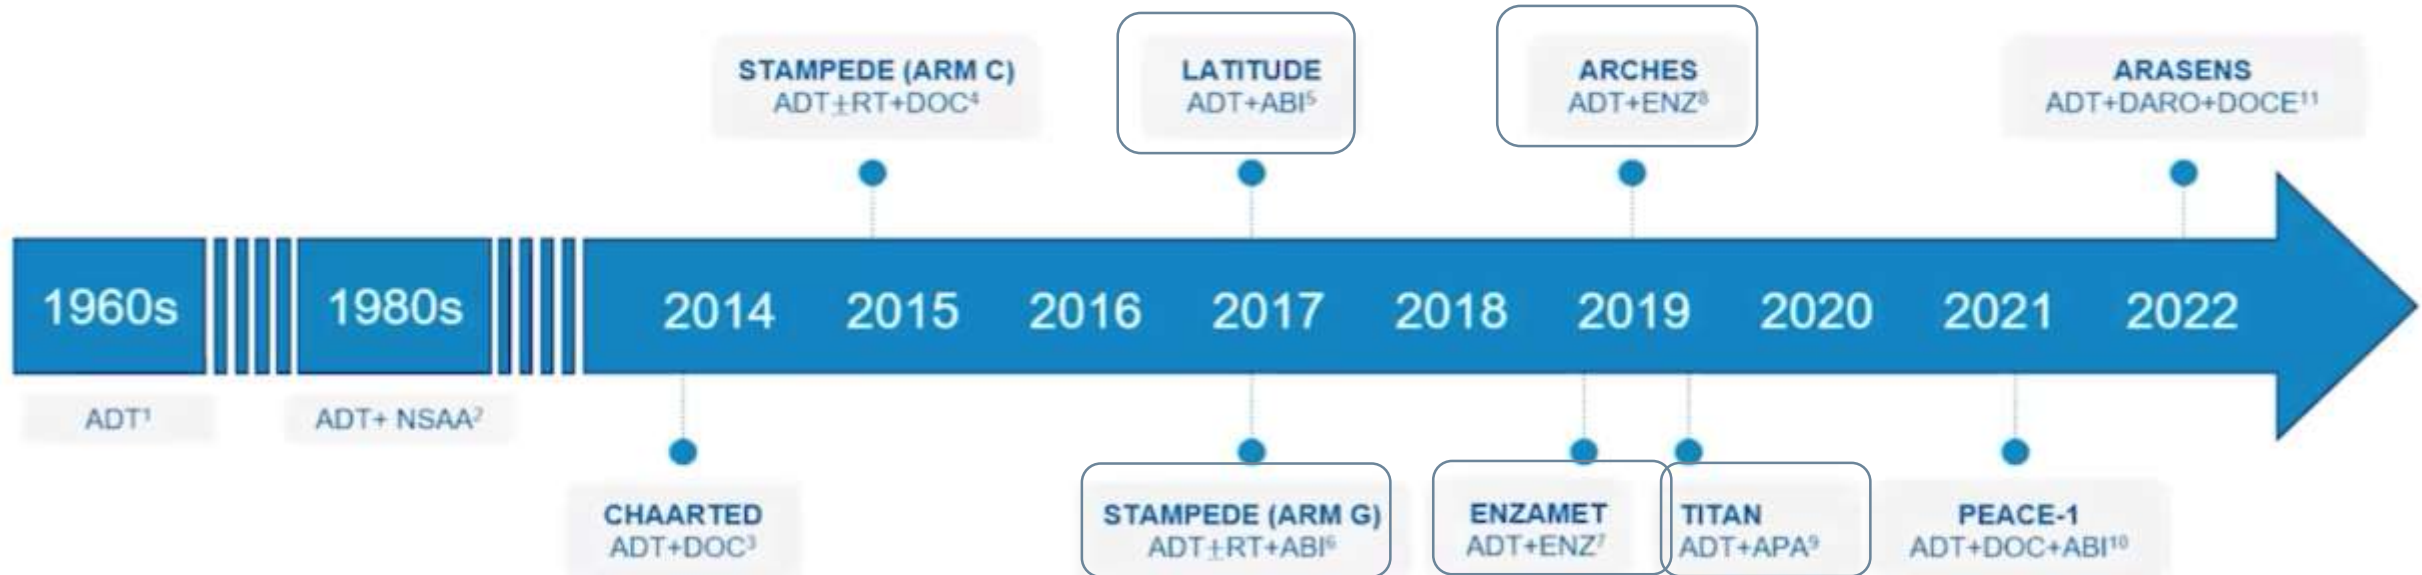 STAMPEDE (ARM C)
ADT±RT+DOC⁴
LATITUDE
ADT+ABI⁵
ARCHES
ADT+ENZ⁸
ARASENS
ADT+DARO+DOCE¹¹
1960s
1980s
2014
2015
2016
2017
2018
2019
2020
2021
2022
ADT¹
ADT+ NSAA²
CHAARTED
ADT+DOC³
STAMPEDE (ARM G)
ADT±RT+ABI⁶
ENZAMET
ADT+ENZ⁷
TITAN
ADT+APA⁹
PEACE-1
ADT+DOC+ABI¹⁰